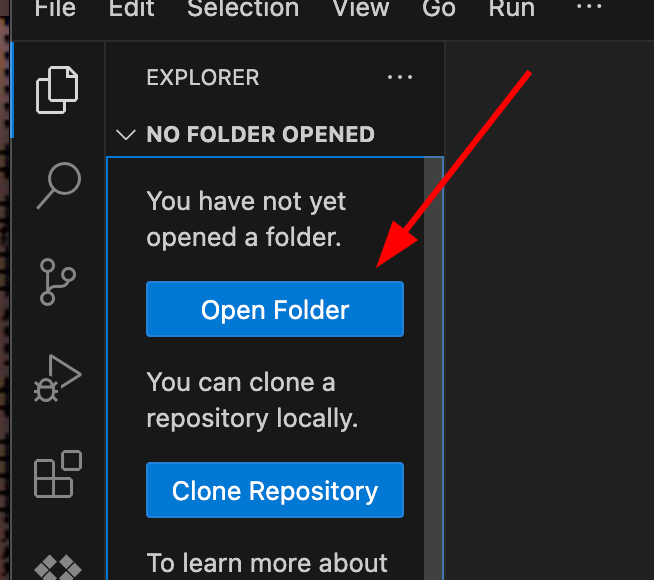 File Edit Selection View Go Run ...
EXPLORER ...
NO FOLDER OPENED
You have not yet
opened a folder.
Open Folder
You can clone a
repository locally.
Clone Repository
To learn more about